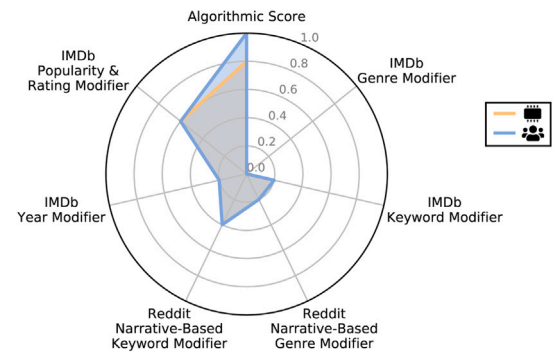 Algorithmic Score
1.0
0.8
0.6
0.4
0.2
0.0
IMDb
Genre Modifier
IMDb
Keyword Modifier
Reddit
Narrative-Based
Genre Modifier
Reddit
Narrative-Based
Keyword Modifier
IMDb
Year Modifier
IMDb
Popularity &
Rating Modifier